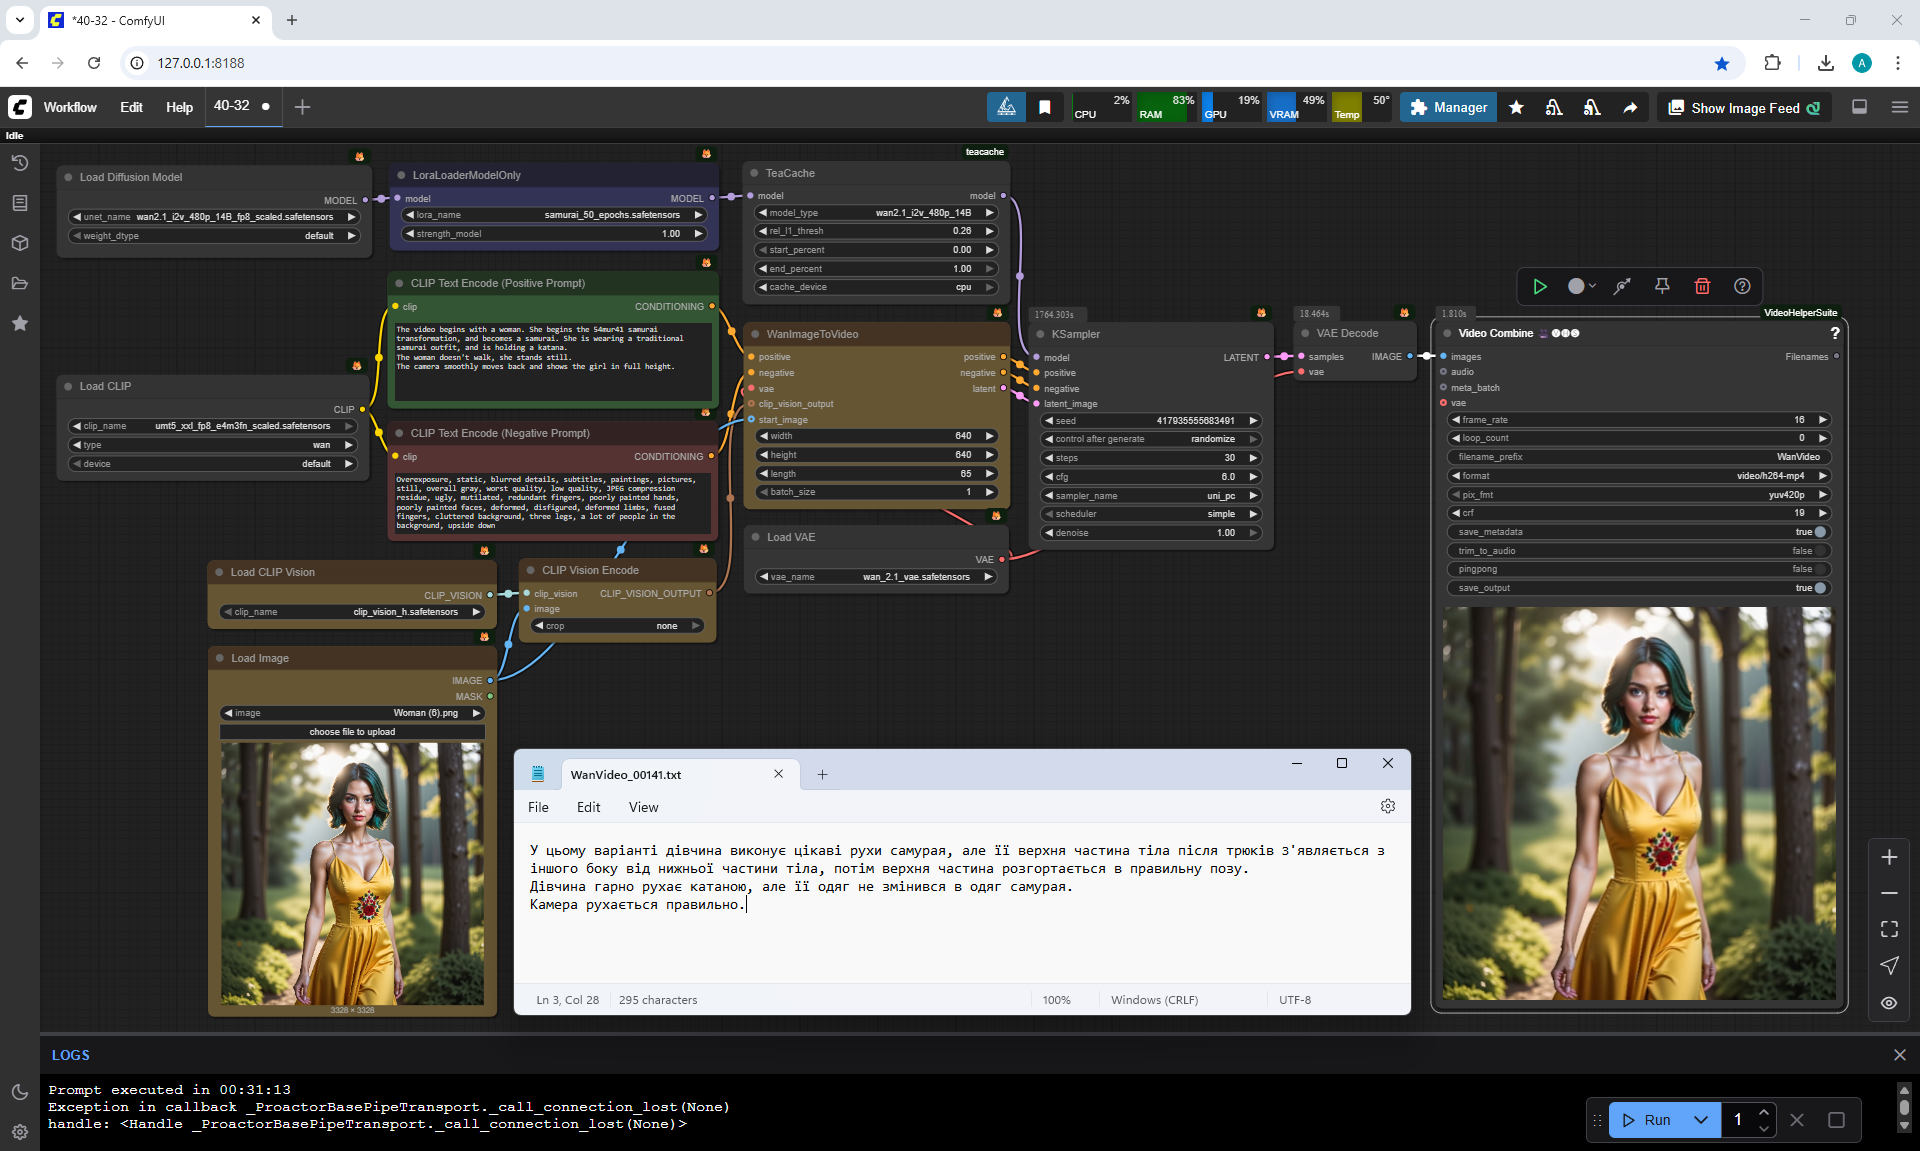 *40-32 - ComfyUI
127.0.0.1:8188
Workflow Edit Help 40-32
CPU 2% RAM 83% GPU 19% VRAM 49% Temp 50°
Manager
Show Image Feed
Idle
Load Diffusion Model
MODEL
unet_name wan2.1_i2v_480p_14B_fp8_scaled.safetensors
weight_dtype default
LoraLoaderModelOnly
model MODEL
lora_name samurai_50_epochs.safetensors
strength_model 1.00
teacache
TeaCache
model model
model_type wan2.1_i2v_480p_14B
rel_l1_thresh 0.26
start_percent 0.00
end_percent 1.00
cache_device cpu
CLIP Text Encode (Positive Prompt)
clip CONDITIONING
The video begins with a woman. She begins the 54mur41 samurai
transformation, and becomes a samurai. She is wearing a traditional
samurai outfit, and is holding a katana.
The woman doesn't walk, she stands still.
The camera smoothly moves back and shows the girl in full height.
Load CLIP
CLIP
clip_name umt5_xxl_fp8_e4m3fn_scaled.safetensors
type wan
device default
CLIP Text Encode (Negative Prompt)
clip CONDITIONING
Overexposure, static, blurred details, subtitles, paintings, pictures,
still, overall gray, worst quality, low quality, JPEG compression
residue, ugly, mutilated, redundant fingers, poorly painted hands,
poorly painted faces, deformed, disfigured, deformed limbs, fused
fingers, cluttered background, three legs, a lot of people in the
background, upside down
WanImageToVideo
positive positive
negative negative
vae latent
clip_vision_output
start_image
width 640
height 640
length 65
batch_size 1
Load VAE
VAE
vae_name wan_2.1_vae.safetensors
1764.303s
KSampler
model LATENT
positive
negative
latent_image
seed 417935555683491
control after generate randomize
steps 30
cfg 6.0
sampler_name uni_pc
scheduler simple
denoise 1.00
18.464s
VAE Decode
samples IMAGE
vae
1.810s
VideoHelperSuite
Video Combine VHS ?
images Filenames
audio
meta_batch
vae
frame_rate 16
loop_count 0
filename_prefix WanVideo
format video/h264-mp4
pix_fmt yuv420p
crf 19
save_metadata true
trim_to_audio false
pingpong false
save_output true
Load CLIP Vision
CLIP_VISION
clip_name clip_vision_h.safetensors
CLIP Vision Encode
clip_vision CLIP_VISION_OUTPUT
image
crop none
Load Image
IMAGE
MASK
image Woman (6).png
choose file to upload
3328 × 3328
WanVideo_00141.txt
File Edit View
У цьому варіанті дівчина виконує цікаві рухи самурая, але її верхня частина тіла після трюків з'являється з
іншого боку від нижньої частини тіла, потім верхня частина розгортається в правильну позу.
Дівчина гарно рухає катаною, але її одяг не змінився в одяг самурая.
Камера рухається правильно.
Ln 3, Col 28 295 characters 100% Windows (CRLF) UTF-8
LOGS
Prompt executed in 00:31:13
Exception in callback _ProactorBasePipeTransport._call_connection_lost(None)
handle: <Handle _ProactorBasePipeTransport._call_connection_lost(None)>
Run 1